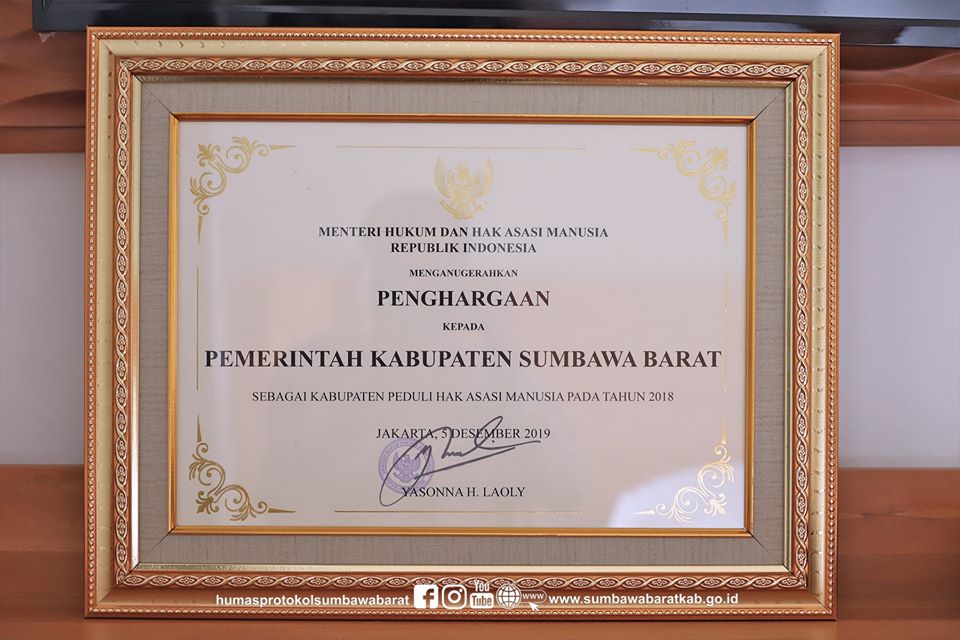 MENTERI HUKUM DAN HAK ASASI MANUSIA
REPUBLIK INDONESIA
MENGANUGERAHKAN
PENGHARGAAN
KEPADA
PEMERINTAH KABUPATEN SUMBAWA BARAT
SEBAGAI KABUPATEN PEDULI HAK ASASI MANUSIA PADA TAHUN 2018
JAKARTA, 5 DESEMBER 2019
YASONNA H. LAOLY
humasprotokolsumbawabarat You Tube www www.sumbawabaratkab.go.id